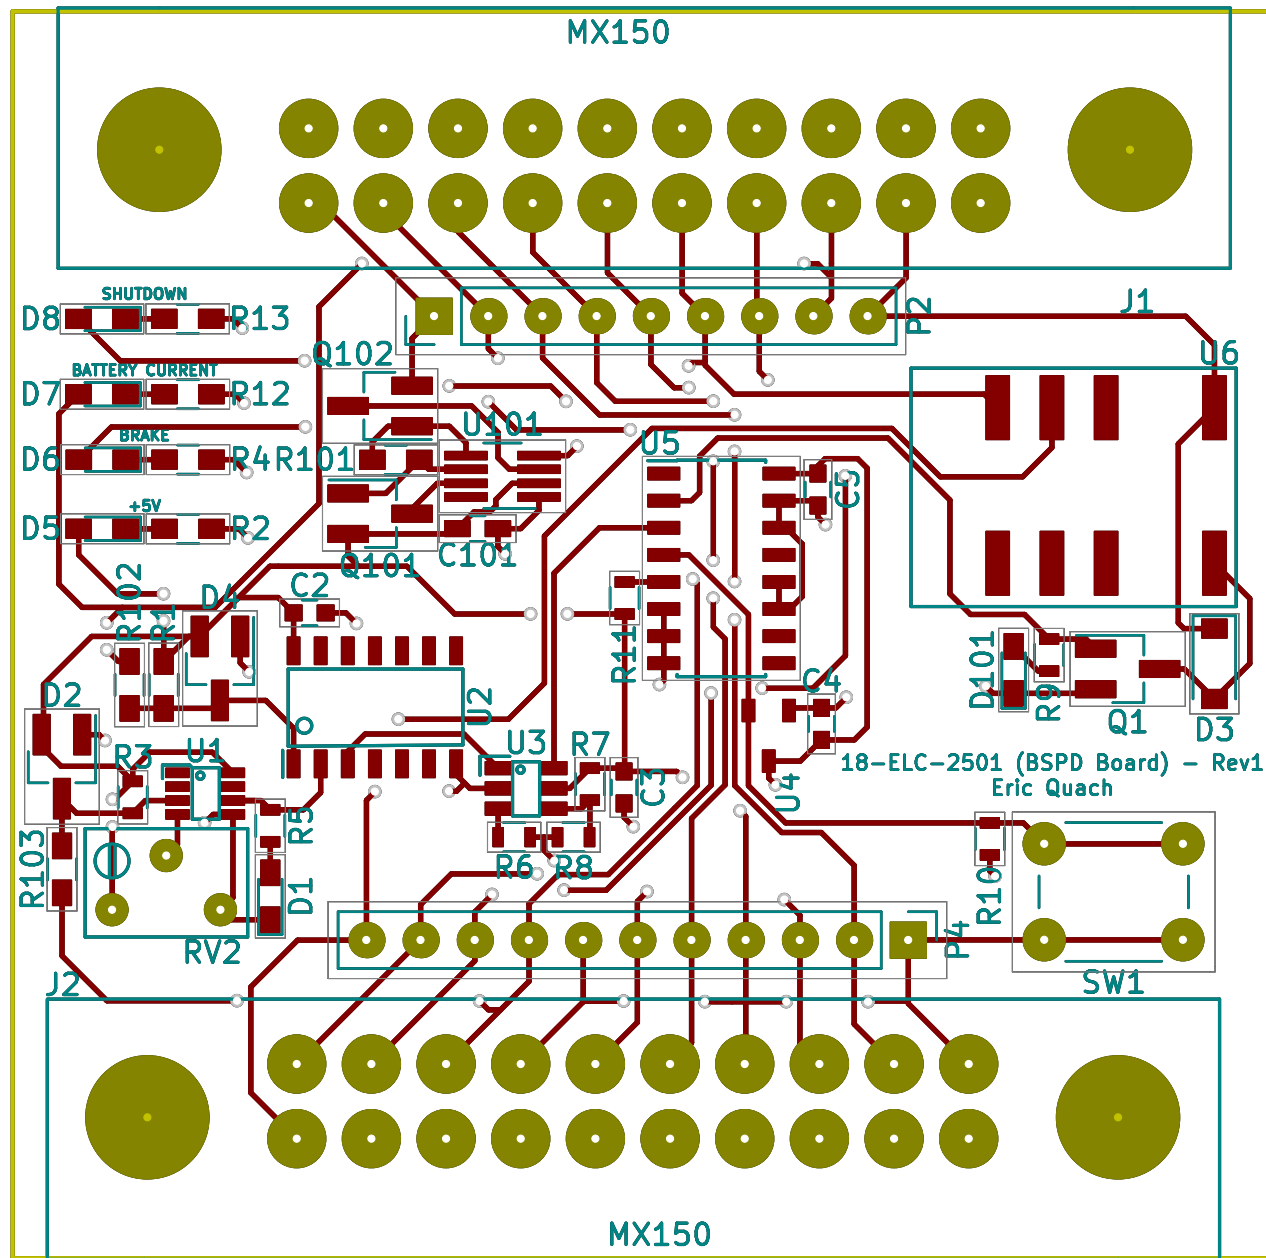 MX150
J1
P2
SHUTDOWN
D8
R13
Q102
U6
BATTERY CURRENT
D7
R12
U101
BRAKE
D6
R4
R101
U5
+5V
C5
D5
R2
Q101
C101
R102
R1
D4
C2
R11
D101
R9
D2
U2
C4
Q1
D3
R3
U1
U3
R7
C3
U4
18-ELC-2501 (BSPD Board) - Rev1
Eric Quach
R5
R6
R8
R103
D1
R10
RV2
P4
J2
SW1
MX150